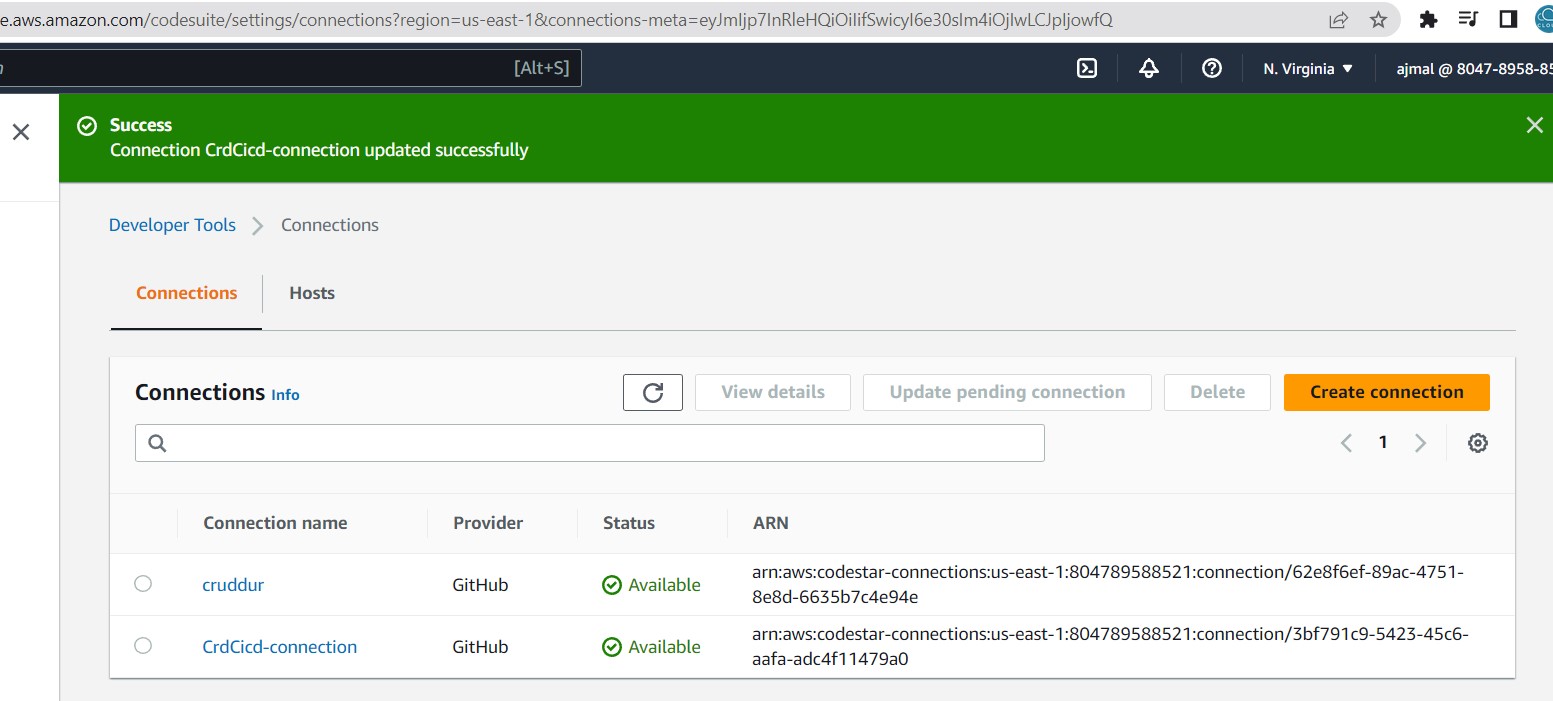 e.aws.amazon.com/codesuite/settings/connections?region=us-east-1&connections-meta=eyJmIjp7InRleHQiOiIifSwicyI6e30sIm4iOjIwLCJpIjowfQ
[Alt+S]
N. Virginia ▼
ajmal @ 8047-8958-85
Success
Connection CrdCicd-connection updated successfully
Developer Tools
Connections
Connections
Hosts
Connections Info
View details
Update pending connection
Delete
Create connection
1
Connection name
Provider
Status
ARN
cruddur
GitHub
Available
arn:aws:codestar-connections:us-east-1:804789588521:connection/62e8f6ef-89ac-4751-
8e8d-6635b7c4e94e
CrdCicd-connection
GitHub
Available
arn:aws:codestar-connections:us-east-1:804789588521:connection/3bf791c9-5423-45c6-
aafa-adc4f11479a0